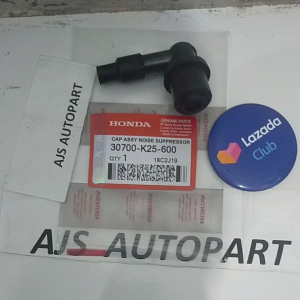 GENUINE PARTS
HONDA
CAP ASSY NOISE SUPPRESSOR
30700-K25-600
QTY 1
18C2J19
Lazada
Club
AJS AUTOPART
AJS AUTOPART